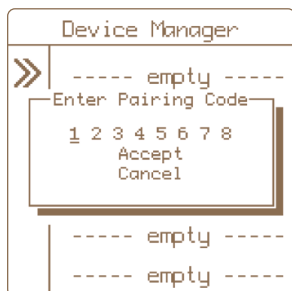 Device Manager
----- empty -----
Enter Pairing Code
1 2 3 4 5 6 7 8
Accept
Cancel
----- empty -----
----- empty -----